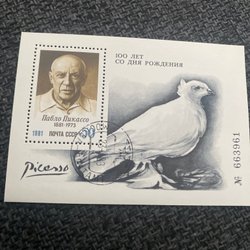 100 ЛЕТ
СО ДНЯ РОЖДЕНИЯ
Пабло Пикассо
1881-1973
1981 ПОЧТА СССР 50
Picasso
№ 663961